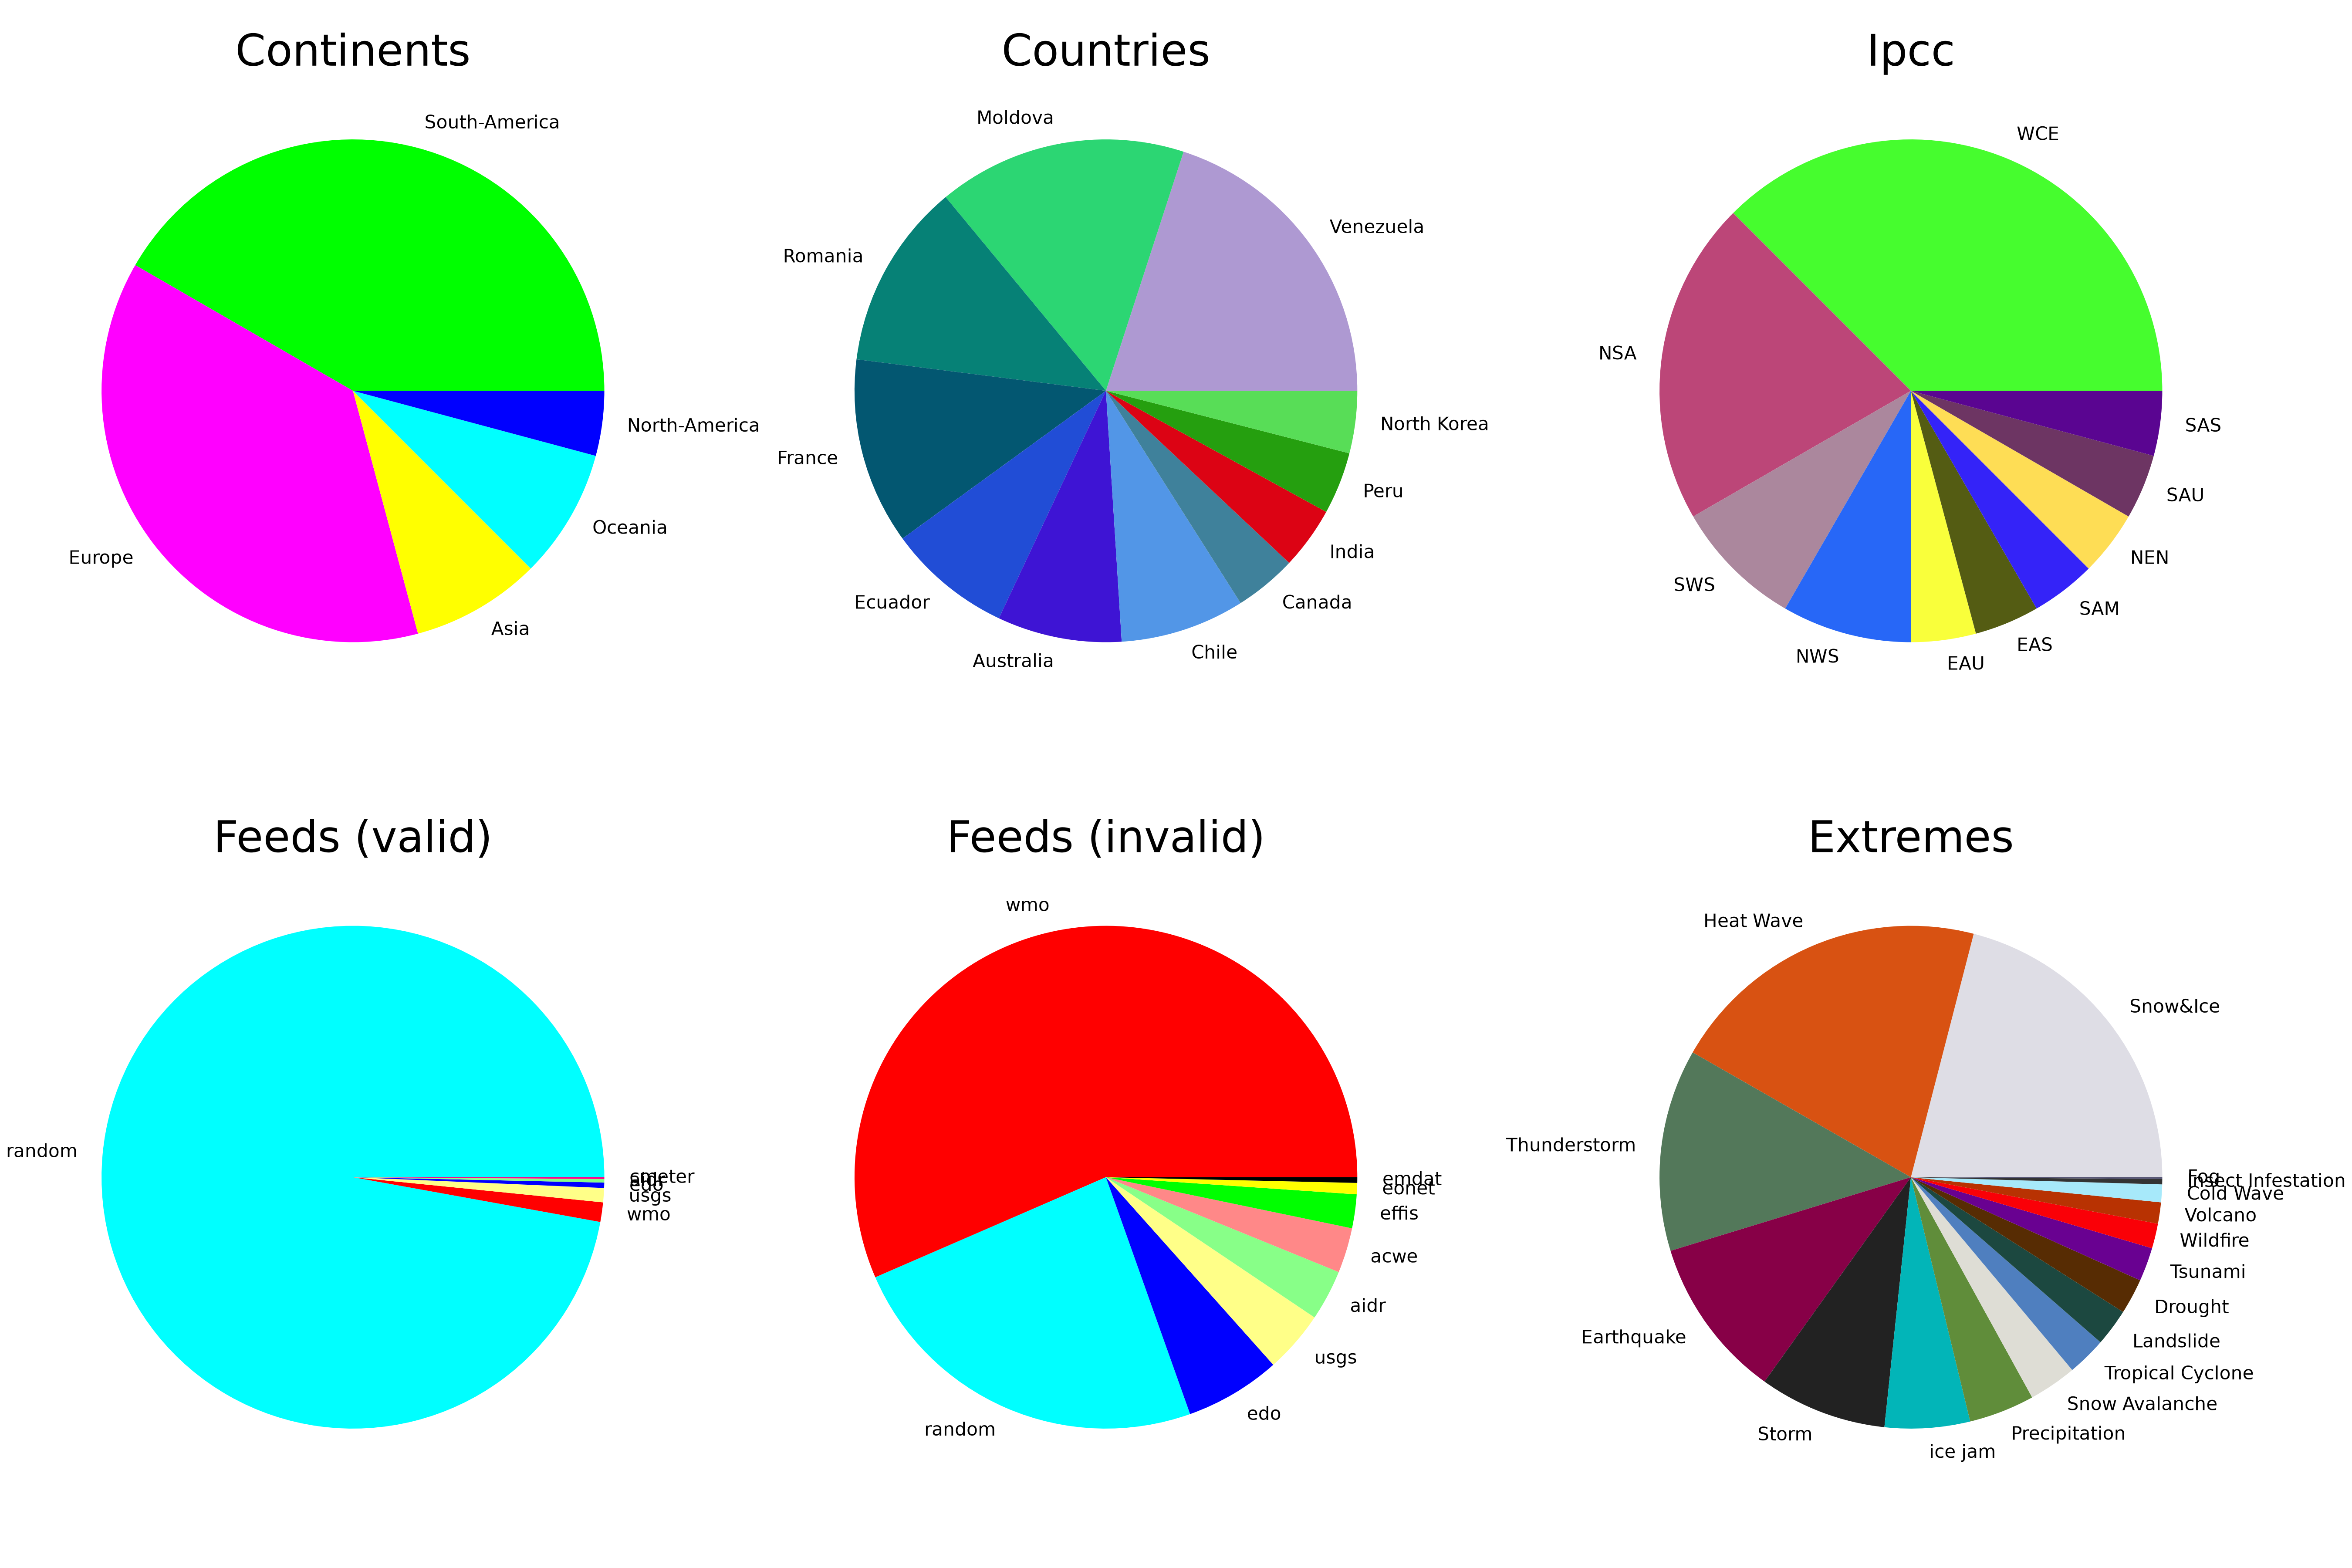 Continents
South-America
Europe
Asia
Oceania
North-America
Countries
Venezuela
Moldova
Romania
France
Ecuador
Australia
Chile
Canada
India
Peru
North Korea
Ipcc
WCE
NSA
SWS
NWS
EAU
EAS
SAM
NEN
SAU
SAS
Feeds (valid)
random
wmo
usgs
edo
Feeds (invalid)
wmo
random
edo
usgs
aidr
acwe
effis
eonet
emdat
Extremes
Snow&Ice
Heat Wave
Thunderstorm
Earthquake
Storm
ice jam
Precipitation
Snow Avalanche
Tropical Cyclone
Landslide
Drought
Tsunami
Wildfire
Volcano
Cold Wave
Insect Infestation
Fog